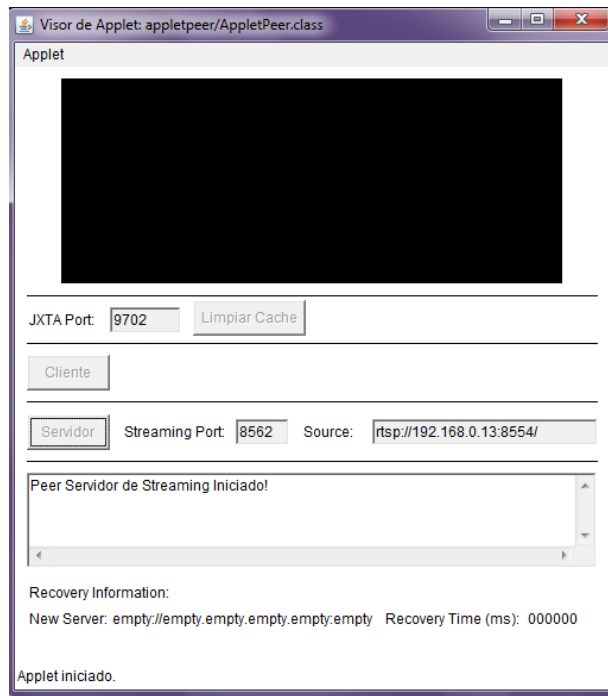 Visor de Applet: appletpeer/AppletPeer.class
Applet
JXTA Port: 9702 Limpiar Cache
Cliente
Servidor Streaming Port: 8562 Source: rtsp://192.168.0.13:8554/
Peer Servidor de Streaming Iniciado!
Recovery Information:
New Server: empty://empty.empty.empty.empty:empty Recovery Time (ms): 000000
Applet iniciado.